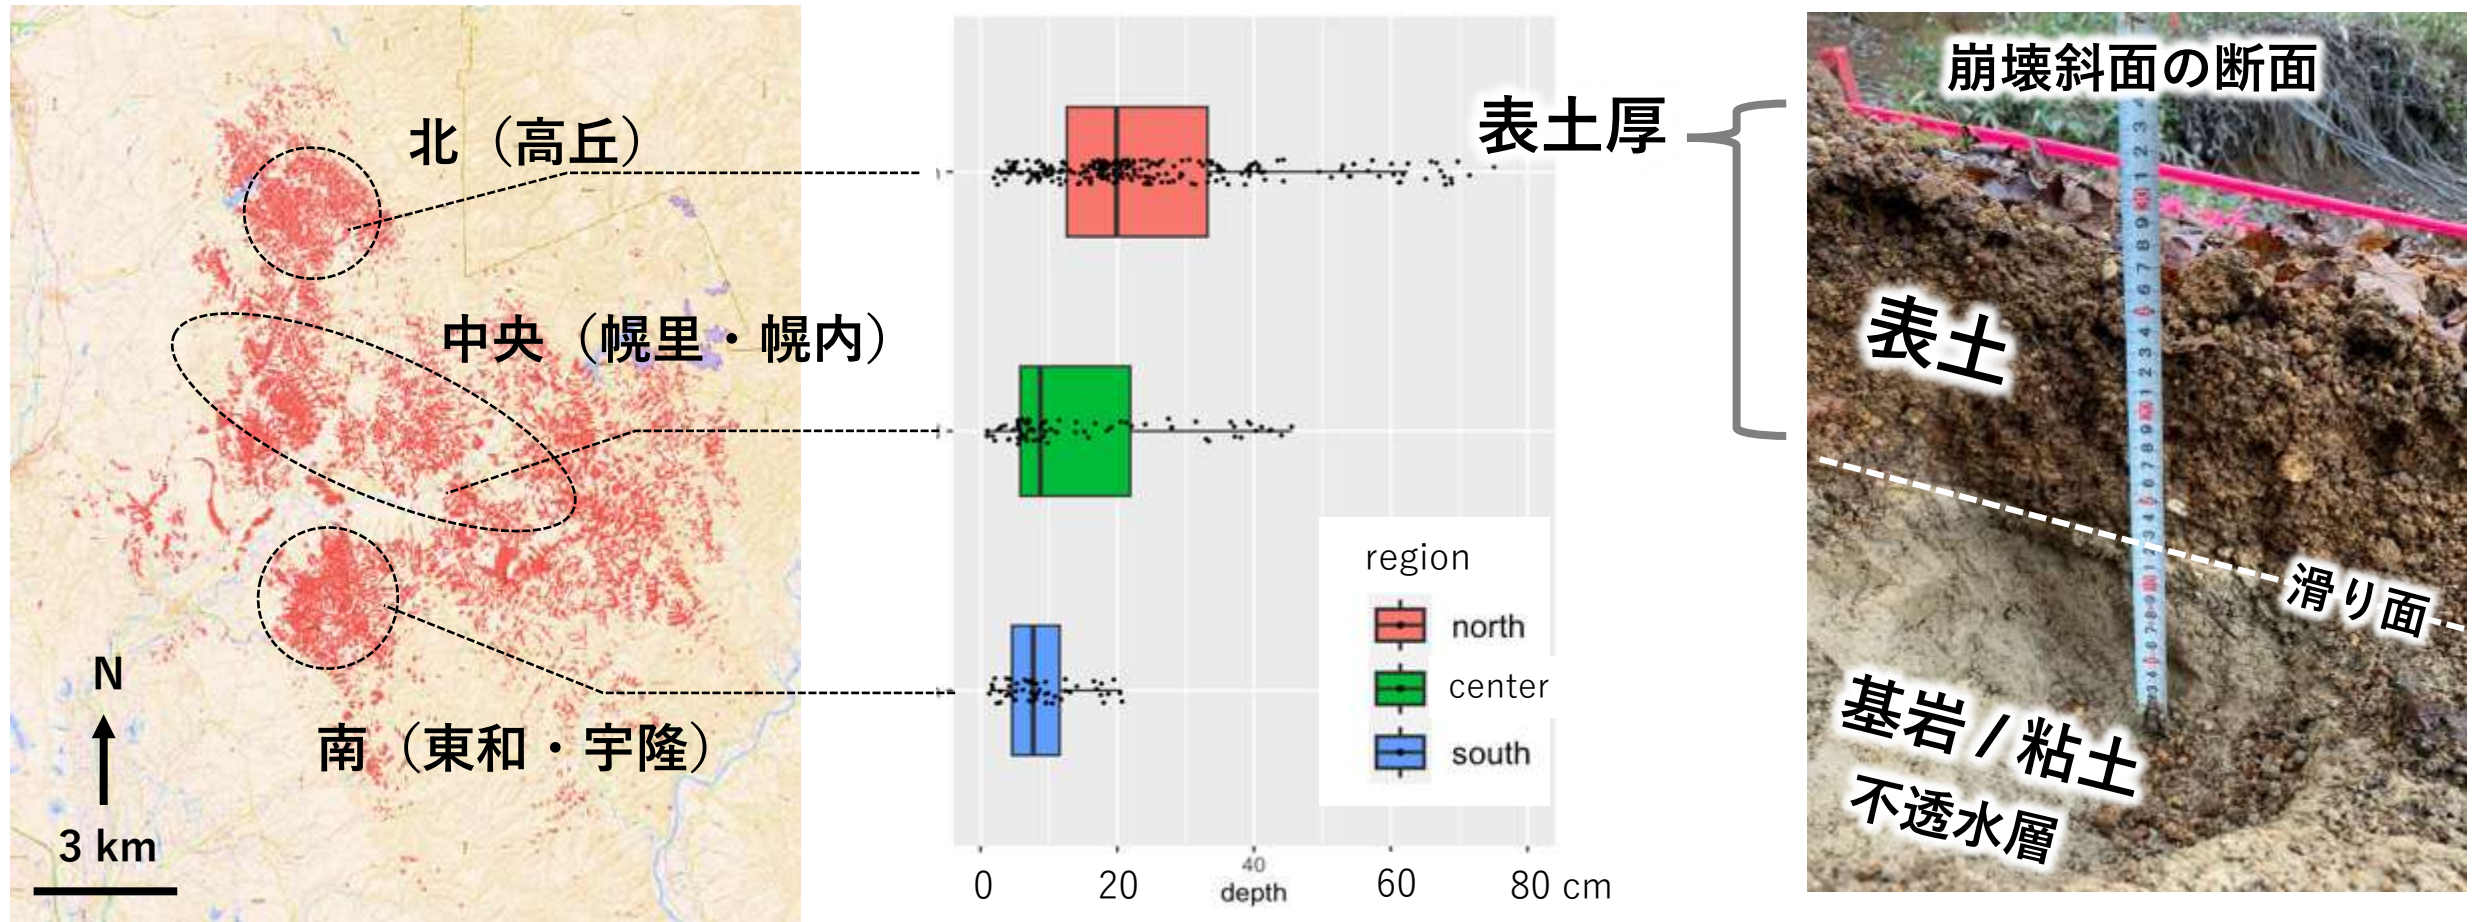 北（高丘）
中央（幌里・幌内）
南（東和・宇隆）
N
3 km
表土厚
region
north
center
south
0
20
40
60
80 cm
depth
崩壊斜面の断面
表土
滑り面
基岩 / 粘土
不透水層